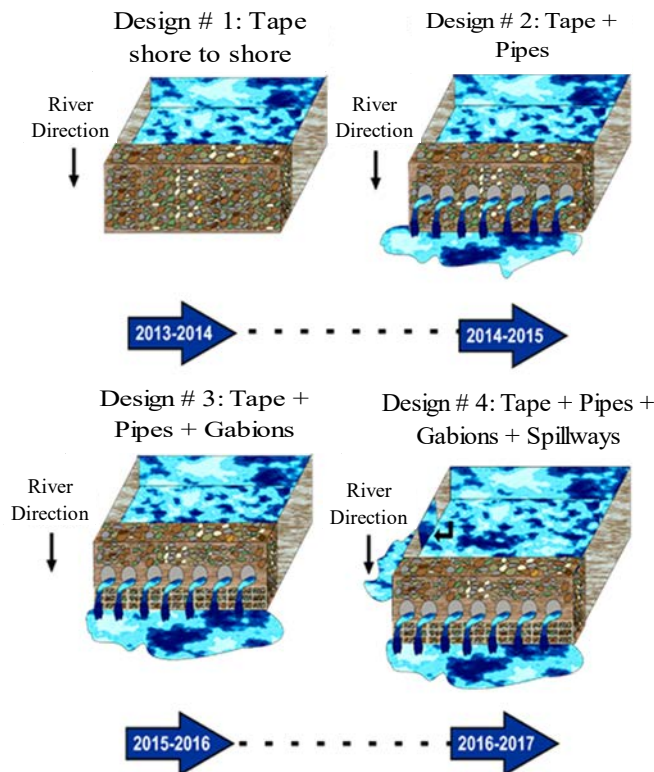 Design # 1: Tape
shore to shore
River
Direction
Design # 2: Tape +
Pipes
River
Direction
2013-2014
2014-2015
Design # 3: Tape +
Pipes + Gabions
River
Direction
Design # 4: Tape + Pipes +
Gabions + Spillways
River
Direction
2015-2016
2016-2017